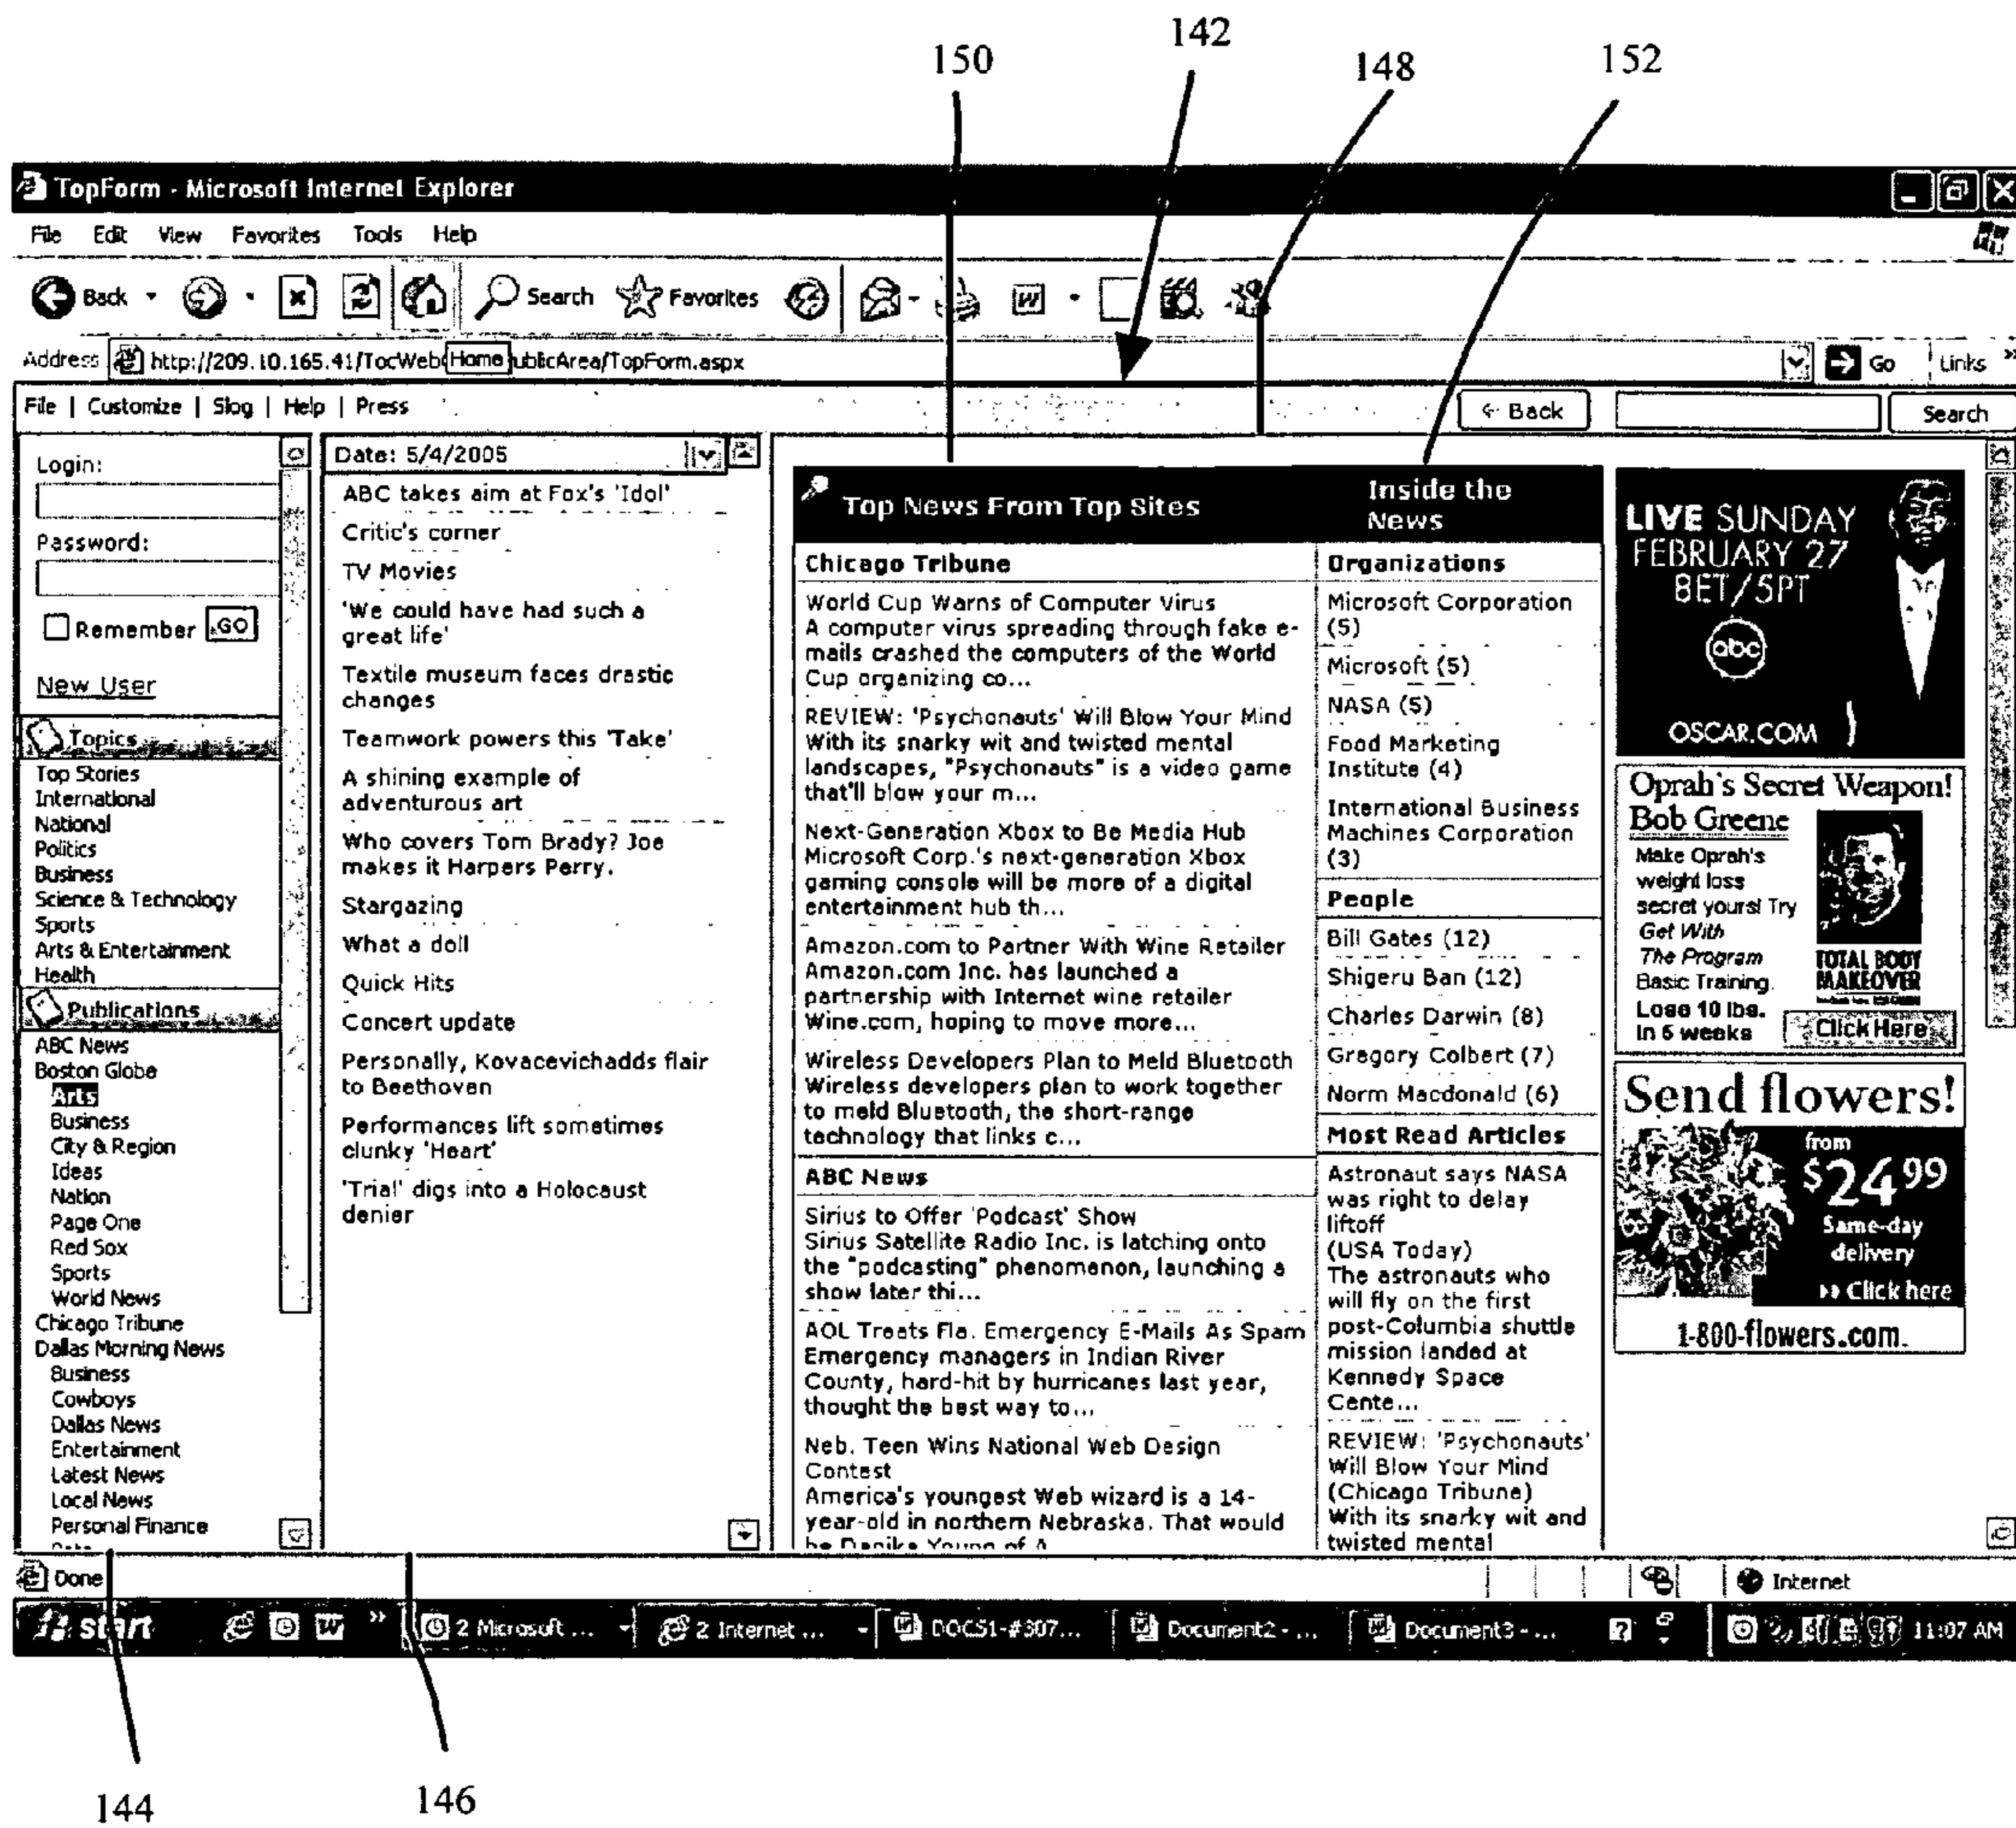 150
142
148
152
TopForm - Microsoft Internet Explorer
File Edit View Favorites Tools Help
Back Search Favorites
Address http://209.10.165.41/TocWeb Home ublicArea/TopForm.aspx Go Links »
File | Customize | Slog | Help | Press
← Back
Search
Login:
Password:
Remember GO
New User
Topics
Top Stories
International
National
Politics
Business
Science & Technology
Sports
Arts & Entertainment
Health
Publications
ABC News
Boston Globe
Arts
Business
City & Region
Ideas
Nation
Page One
Red Sox
Sports
World News
Chicago Tribune
Dallas Morning News
Business
Cowboys
Dallas News
Entertainment
Latest News
Local News
Personal Finance
Date: 5/4/2005
ABC takes aim at Fox's 'Idol'
Critic's corner
TV Movies
'We could have had such a
great life'
Textile museum faces drastic
changes
Teamwork powers this 'Take'
A shining example of
adventurous art
Who covers Tom Brady? Joe
makes it Harpers Perry.
Stargazing
What a doll
Quick Hits
Concert update
Personally, Kovacevichadds flair
to Beethoven
Performances lift sometimes
clunky 'Heart'
'Trial' digs into a Holocaust
denier
Top News From Top Sites
Chicago Tribune
World Cup Warns of Computer Virus
A computer virus spreading through fake e-
mails crashed the computers of the World
Cup organizing co...
REVIEW: 'Psychonauts' Will Blow Your Mind
With its snarky wit and twisted mental
landscapes, "Psychonauts" is a video game
that'll blow your m...
Next-Generation Xbox to Be Media Hub
Microsoft Corp.'s next-generation Xbox
gaming console will be more of a digital
entertainment hub th...
Amazon.com to Partner With Wine Retailer
Amazon.com Inc. has launched a
partnership with Internet wine retailer
Wine.com, hoping to move more...
Wireless Developers Plan to Meld Bluetooth
Wireless developers plan to work together
to meld Bluetooth, the short-range
technology that links c...
ABC News
Sirius to Offer 'Podcast' Show
Sirius Satellite Radio Inc. is latching onto
the "podcasting" phenomenon, launching a
show later thi...
AOL Treats Fla. Emergency E-Mails As Spam
Emergency managers in Indian River
County, hard-hit by hurricanes last year,
thought the best way to...
Neb. Teen Wins National Web Design
Contest
America's youngest Web wizard is a 14-
year-old in northern Nebraska. That would
be Danika Young of A
Inside the
News
Organizations
Microsoft Corporation
(5)
Microsoft (5)
NASA (5)
Food Marketing
Institute (4)
International Business
Machines Corporation
(3)
People
Bill Gates (12)
Shigeru Ban (12)
Charles Darwin (8)
Gregory Colbert (7)
Norm Macdonald (6)
Most Read Articles
Astronaut says NASA
was right to delay
liftoff
(USA Today)
The astronauts who
will fly on the first
post-Columbia shuttle
mission landed at
Kennedy Space
Cente...
REVIEW: 'Psychonauts'
Will Blow Your Mind
(Chicago Tribune)
With its snarky wit and
twisted mental
LIVE SUNDAY
FEBRUARY 27
8ET/5PT
abc
OSCAR.COM
Oprah's Secret Weapon!
Bob Greene
Make Oprah's
weight loss
secret yours! Try
Get With
The Program
Basic Training.
Lose 10 lbs.
in 6 weeks
TOTAL BODY
MAKEOVER
Click Here
Send flowers!
from
$24.99
Same-day
delivery
Click here
1-800-flowers.com.
Done
Internet
start » 2 Microsoft ... 2 Internet ... DOCS1-#307... Document2 - ... Document3 - ... 11:07 AM
144
146